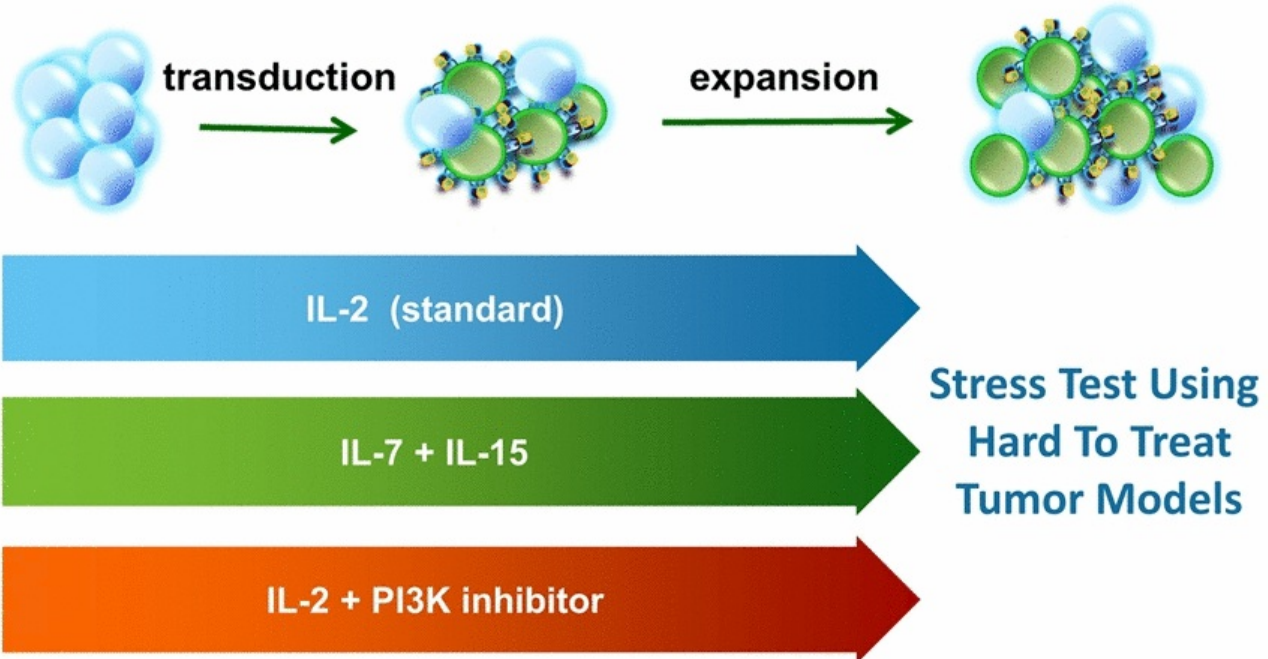 transduction
expansion
IL-2 (standard)
IL-7 + IL-15
IL-2 + PI3K inhibitor
Stress Test Using
Hard To Treat
Tumor Models